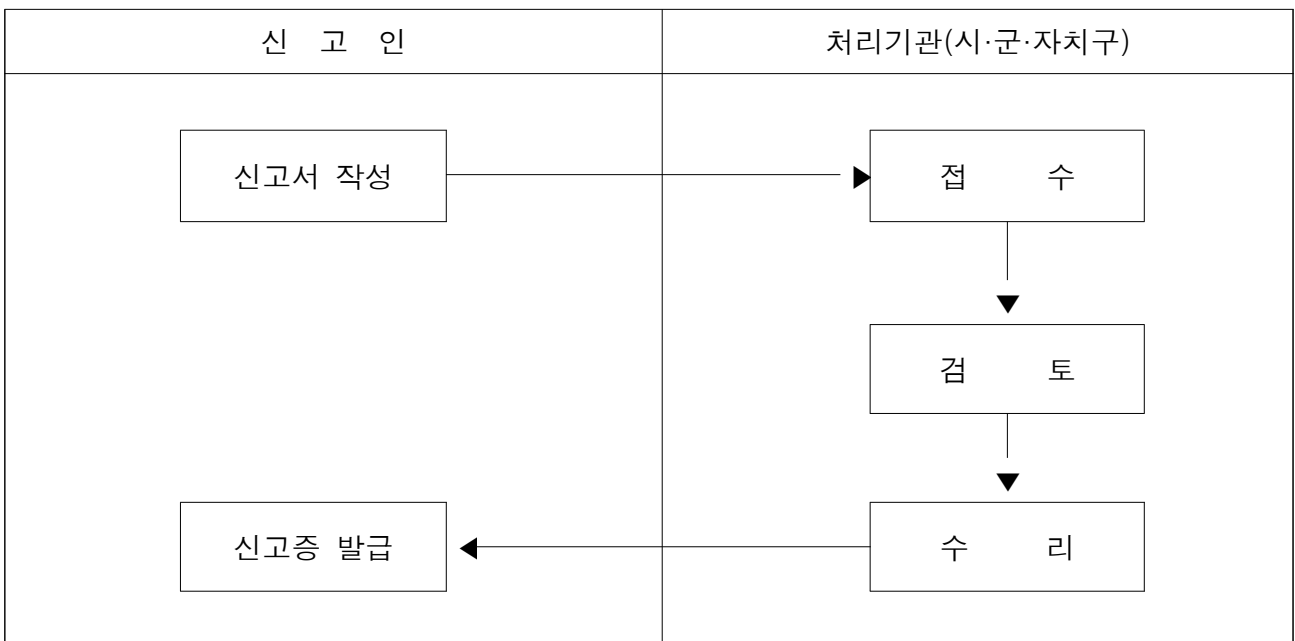 신 고 인
처리기관(시·군·자치구)
신고서 작성
접 수
검 토
신고증 발급
수 리